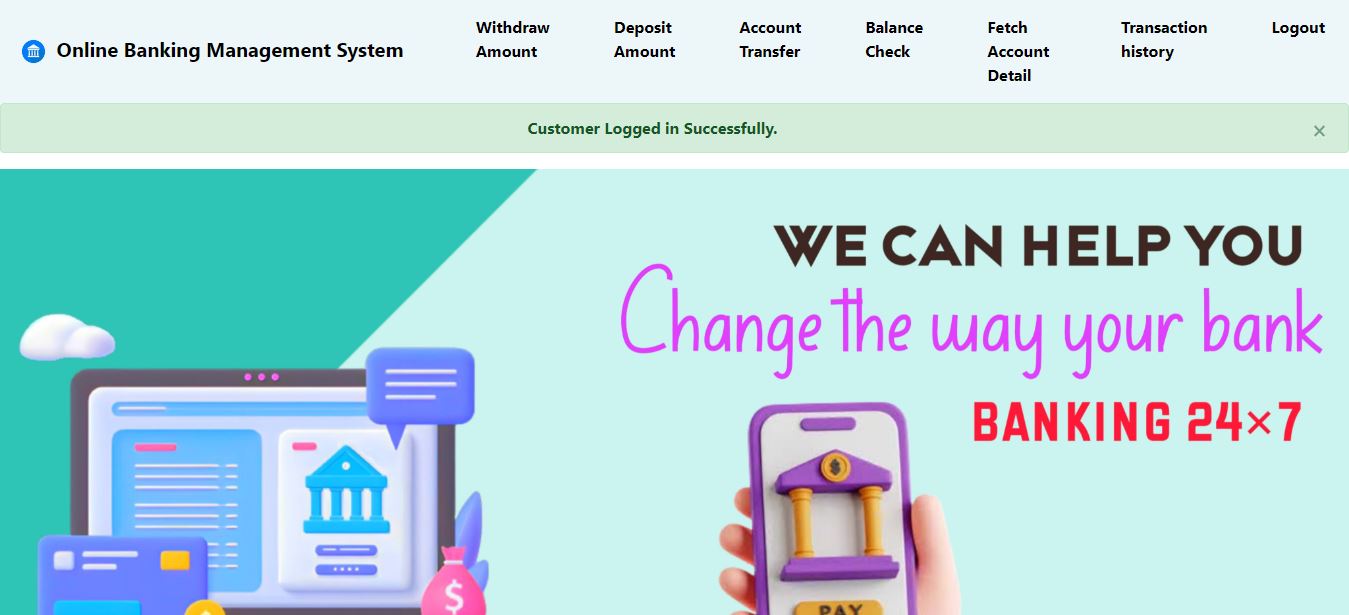 Online Banking Management System
Withdraw
Amount
Deposit
Amount
Account
Transfer
Balance
Check
Fetch
Account
Detail
Transaction
history
Logout
Customer Logged in Successfully.
×
WE CAN HELP YOU
Change the way your bank
BANKING 24×7
$
$
PAY